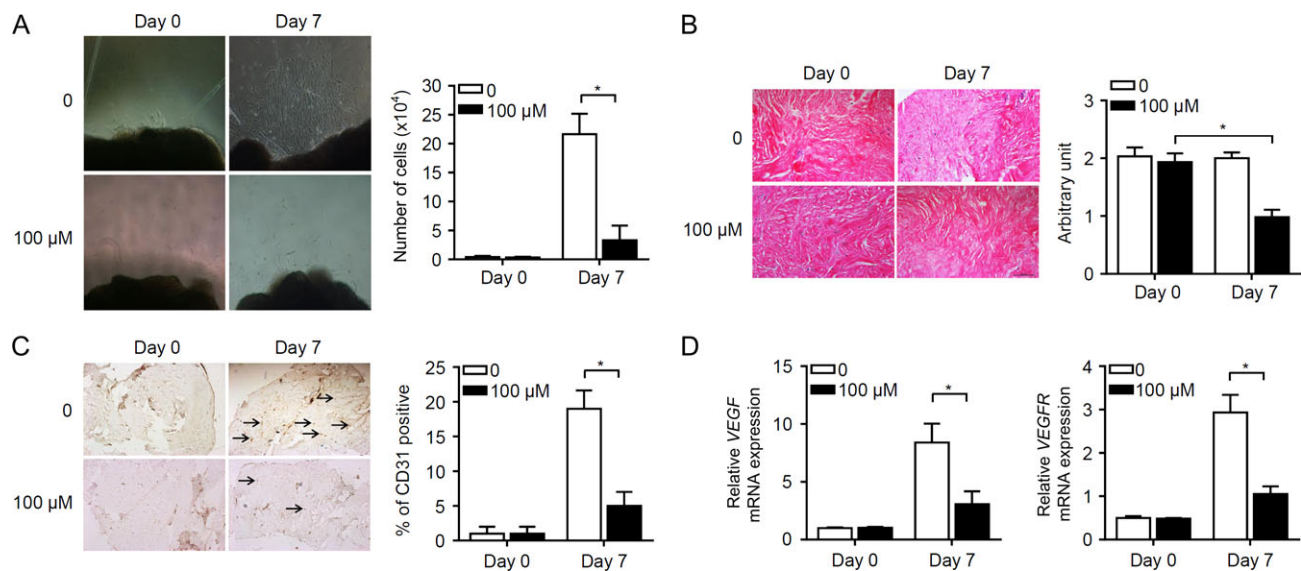 A
Day 0 Day 7
0
100 µM
Number of cells (x10⁴)
30
25
20
15
10
5
0
0
100 µM
*
Day 0 Day 7
B
Day 0 Day 7
0
100 µM
Arbitrary unit
3
2
1
0
0
100 µM
*
Day 0 Day 7
C
Day 0 Day 7
0
100 µM
% of CD31 positive
25
20
15
10
5
0
0
100 µM
*
Day 0 Day 7
D
Relative VEGF
mRNA expression
15
10
5
0
0
100 µM
*
Day 0 Day 7
Relative VEGFR
mRNA expression
4
3
2
1
0
0
100 µM
*
Day 0 Day 7